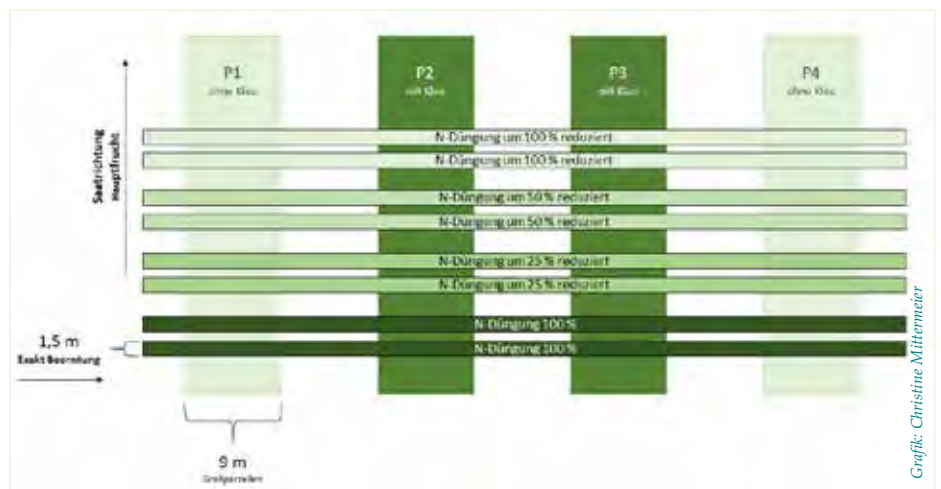 P1
ohne Klee
P2
mit Klee
P3
mit Klee
P4
ohne Klee
Saatrichtung
Hauptfrucht
N-Düngung um 100 % reduziert
N-Düngung um 100 % reduziert
N-Düngung um 50 % reduziert
N-Düngung um 50 % reduziert
N-Düngung um 25 % reduziert
N-Düngung um 25 % reduziert
N-Düngung 100 %
N-Düngung 100 %
1,5 m
Exakt Beerntung
9 m
Großparzellen
Grafik: Christine Mittermeier